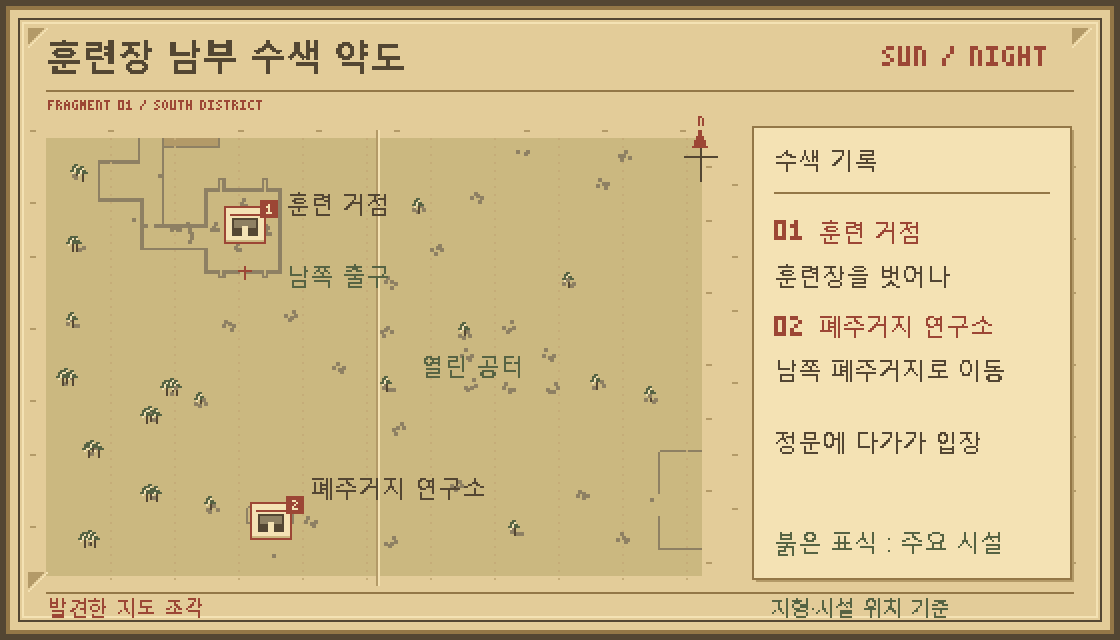 훈련장 남부 수색 약도
SUN / NIGHT
FRAGMENT 01 / SOUTH DISTRICT
N
1
훈련 거점
남쪽 출구
열린 공터
2
폐주거지 연구소
수색 기록
01 훈련 거점
훈련장을 벗어나
02 폐주거지 연구소
남쪽 폐주거지로 이동
정문에 다가가 입장
붉은 표식 : 주요 시설
발견한 지도 조각
지형·시설 위치 기준